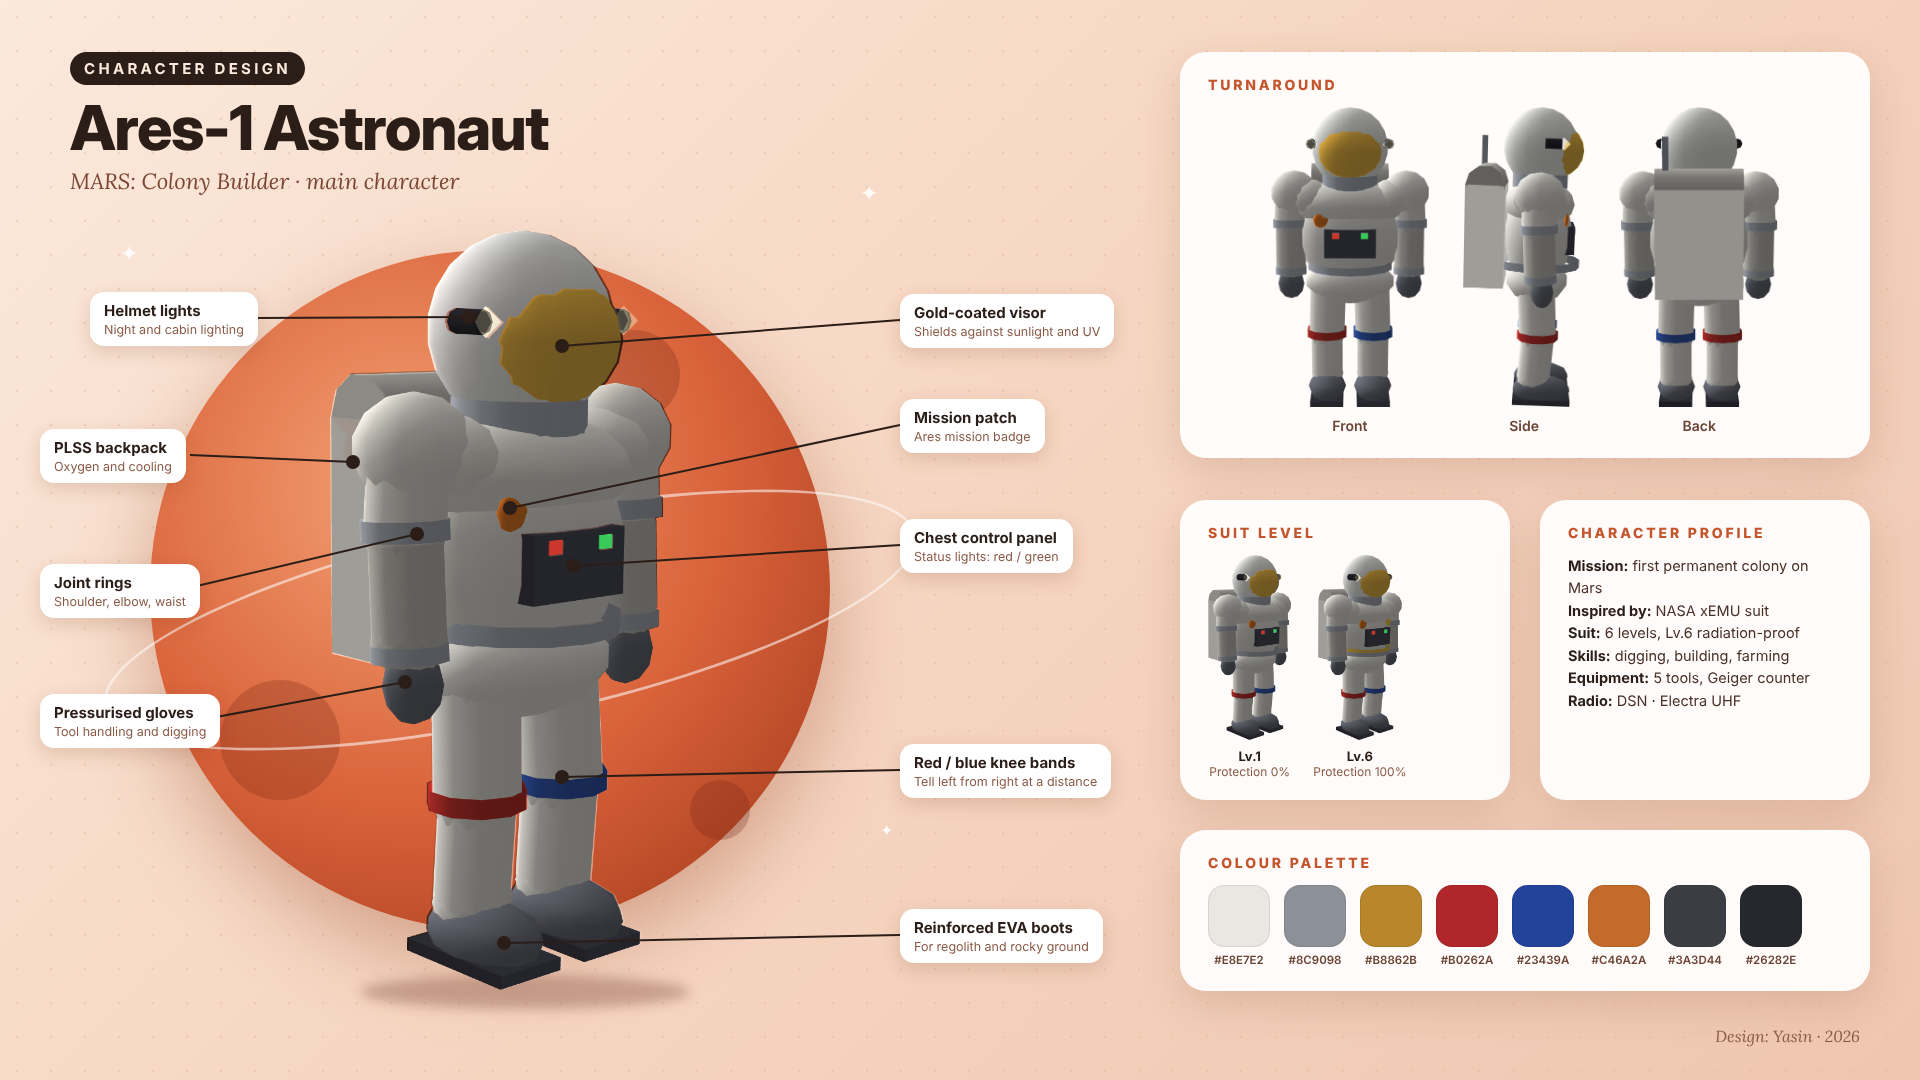 CHARACTER DESIGN
Ares-1 Astronaut
MARS: Colony Builder · main character
Helmet lights
Night and cabin lighting
PLSS backpack
Oxygen and cooling
Joint rings
Shoulder, elbow, waist
Pressurised gloves
Tool handling and digging
Gold-coated visor
Shields against sunlight and UV
Mission patch
Ares mission badge
Chest control panel
Status lights: red / green
Red / blue knee bands
Tell left from right at a distance
Reinforced EVA boots
For regolith and rocky ground
TURNAROUND
Front
Side
Back
SUIT LEVEL
Lv.1
Protection 0%
Lv.6
Protection 100%
CHARACTER PROFILE
Mission: first permanent colony on
Mars
Inspired by: NASA xEMU suit
Suit: 6 levels, Lv.6 radiation-proof
Skills: digging, building, farming
Equipment: 5 tools, Geiger counter
Radio: DSN · Electra UHF
COLOUR PALETTE
#E8E7E2 #8C9098 #B8862B #B0262A #23439A #C46A2A #3A3D44 #26282E
Design: Yasin · 2026